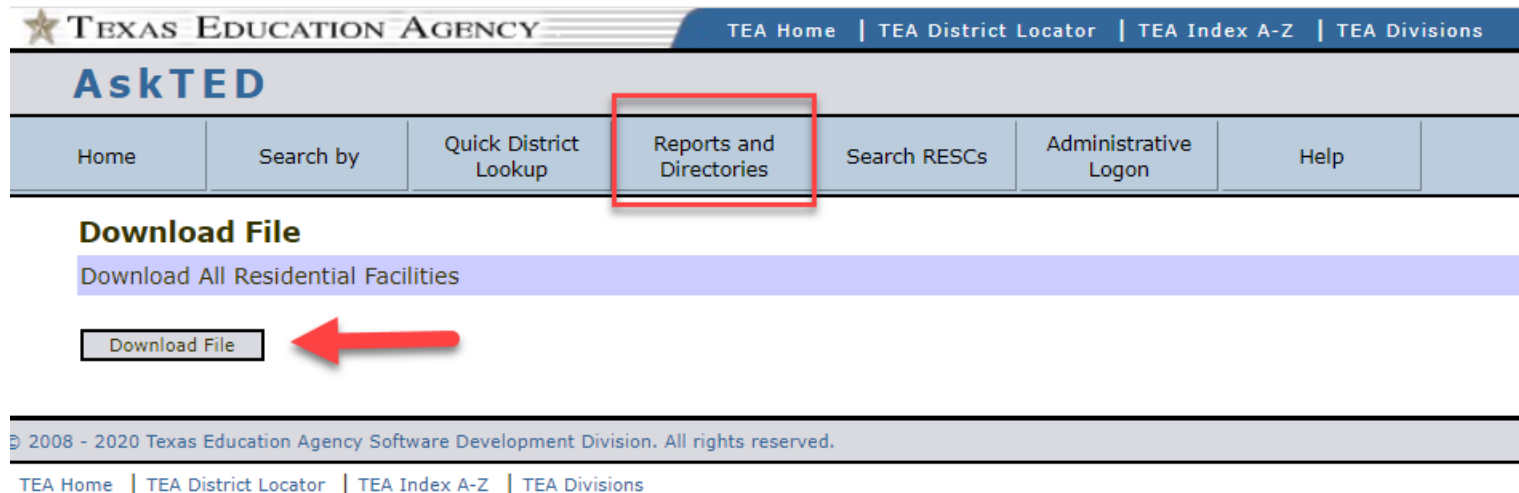 TEXAS EDUCATION AGENCY
TEA Home | TEA District Locator | TEA Index A-Z | TEA Divisions
AskTED
Home
Search by
Quick District
Lookup
Reports and
Directories
Search RESCs
Administrative
Logon
Help
Download File
Download All Residential Facilities
Download File
© 2008 - 2020 Texas Education Agency Software Development Division. All rights reserved.
TEA Home | TEA District Locator | TEA Index A-Z | TEA Divisions